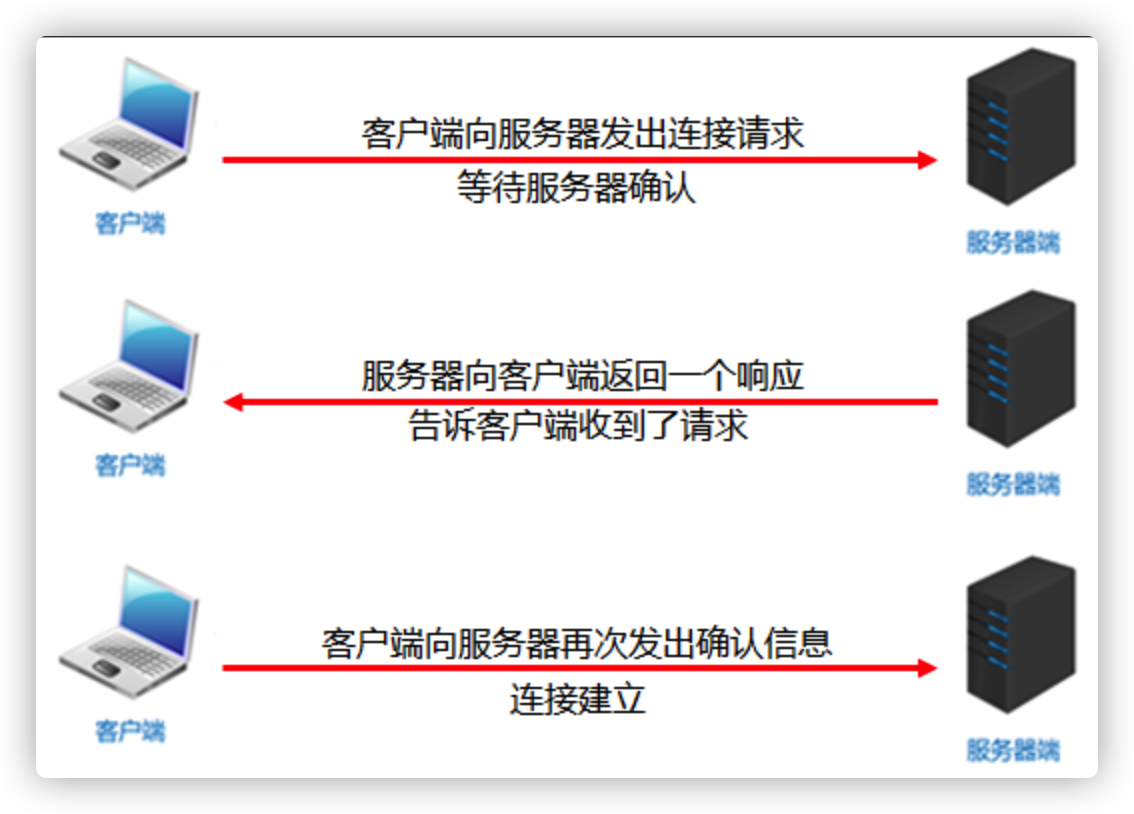 客户端向服务器发出连接请求
等待服务器确认
客户端
服务器端
服务器向客户端返回一个响应
告诉客户端收到了请求
客户端
服务器端
客户端向服务器再次发出确认信息
连接建立
客户端
服务器端